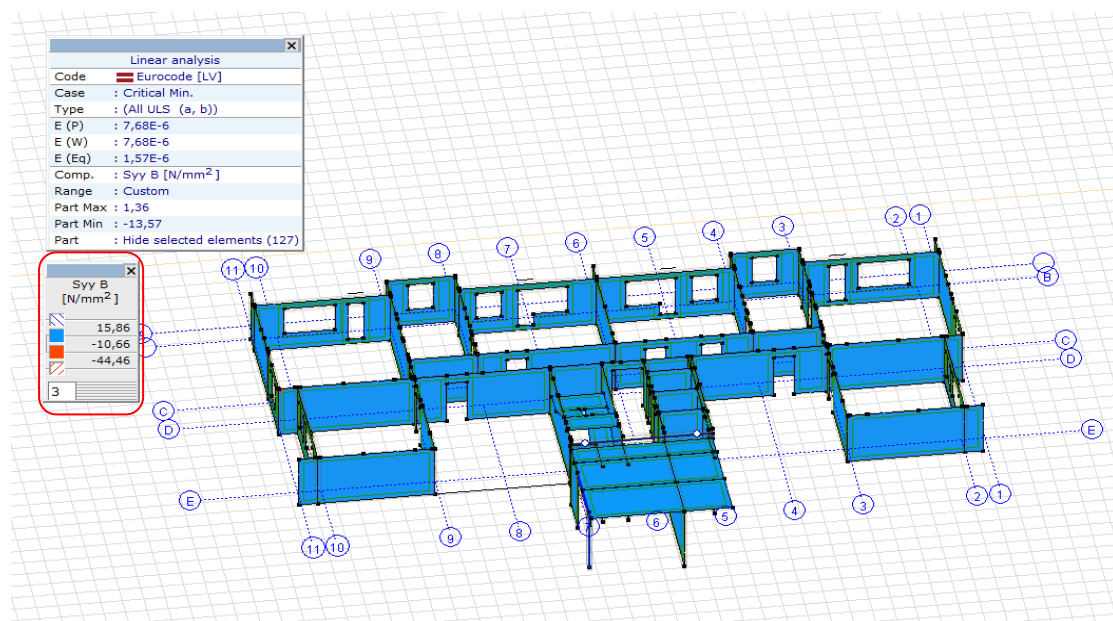 Linear analysis
Code Eurocode [LV]
Case : Critical Min.
Type : (All ULS (a, b))
E (P) : 7,68E-6
E (W) : 7,68E-6
E (Eq) : 1,57E-6
Comp. : Syy B [N/mm²]
Range : Custom
Part Max : 1,36
Part Min : -13,57
Part : Hide selected elements (127)
Syy B
[N/mm²]
15,86
-10,66
-44,46
3
11 10 9 8 7 6 5 4 3 2 1
B
C
D
E
C
D
E
11 10 9 8 7 6 5 4 3 2 1